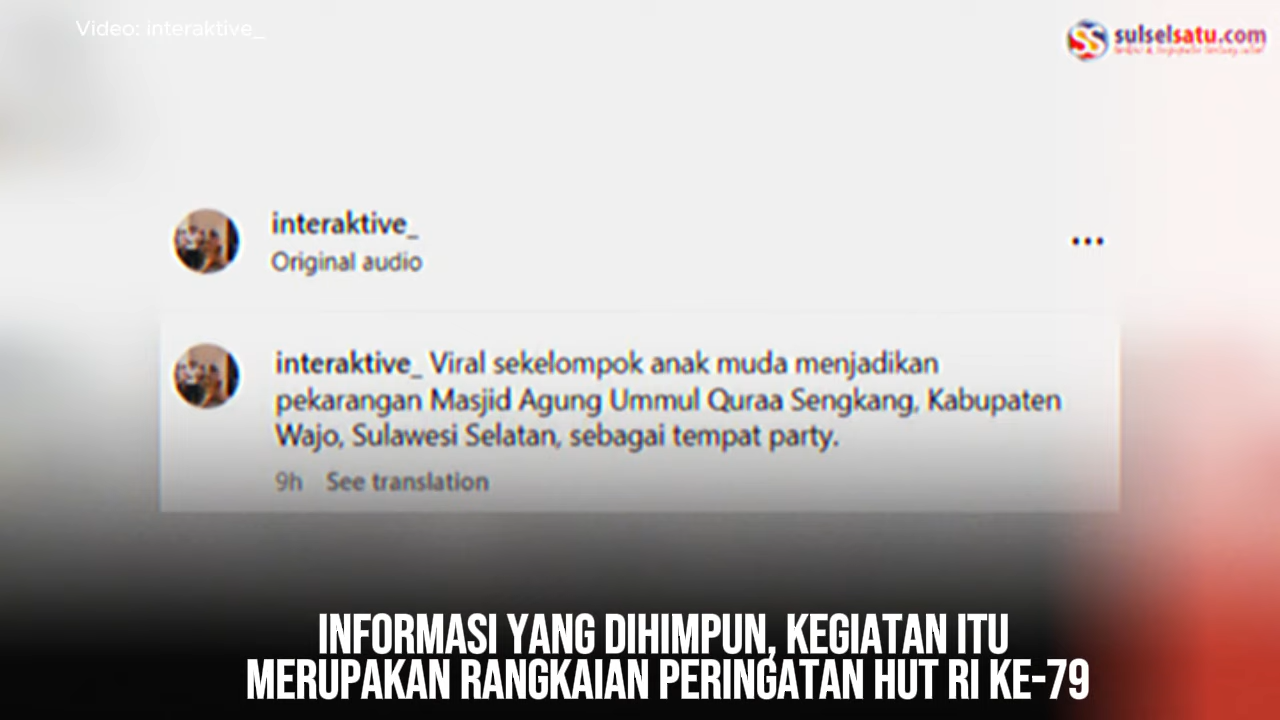 Video: interaktive_
sulselsatu.com
interaktive_
Original audio
interaktive_ Viral sekelompok anak muda menjadikan
pekarangan Masjid Agung Ummul Quraa Sengkang, Kabupaten
Wajo, Sulawesi Selatan, sebagai tempat party.
9h See translation
INFORMASI YANG DIHIMPUN, KEGIATAN ITU
MERUPAKAN RANGKAIAN PERINGATAN HUT RI KE-79